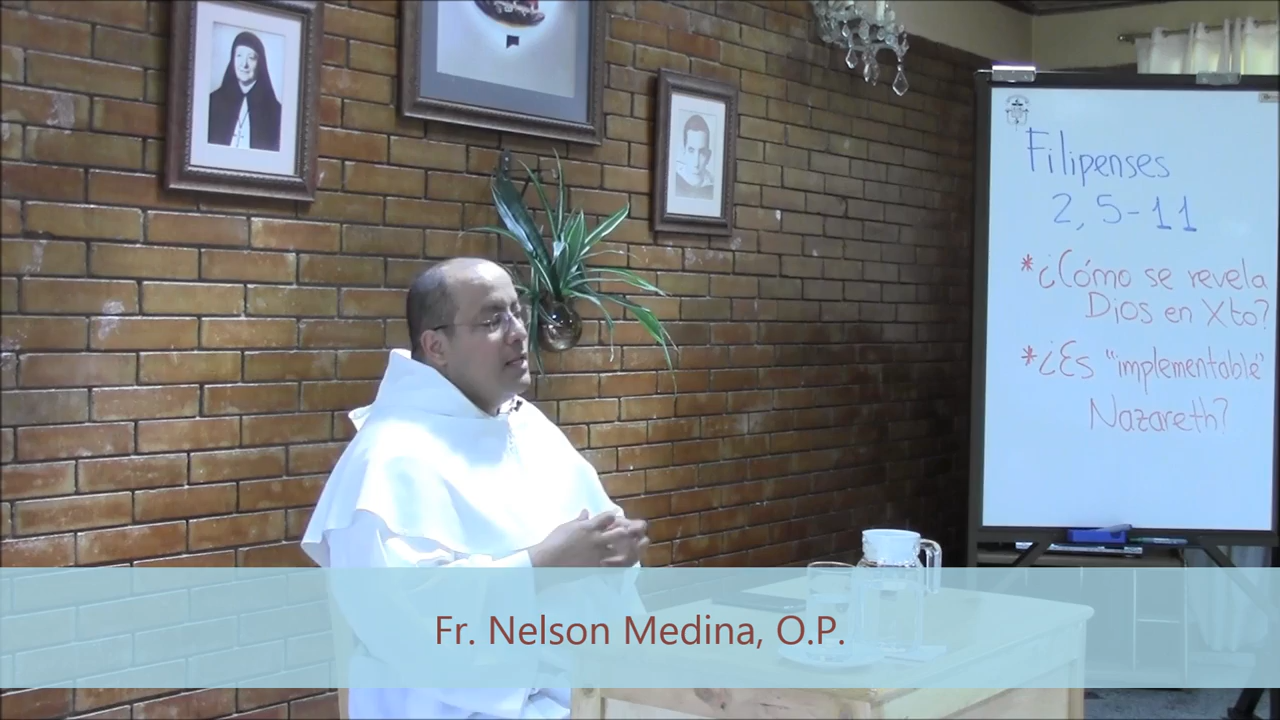 Filipenses
2, 5-11
*¿Cómo se revela
Dios en Xto?
*¿Es "implementable"
Nazareth?
Fr. Nelson Medina, O.P.